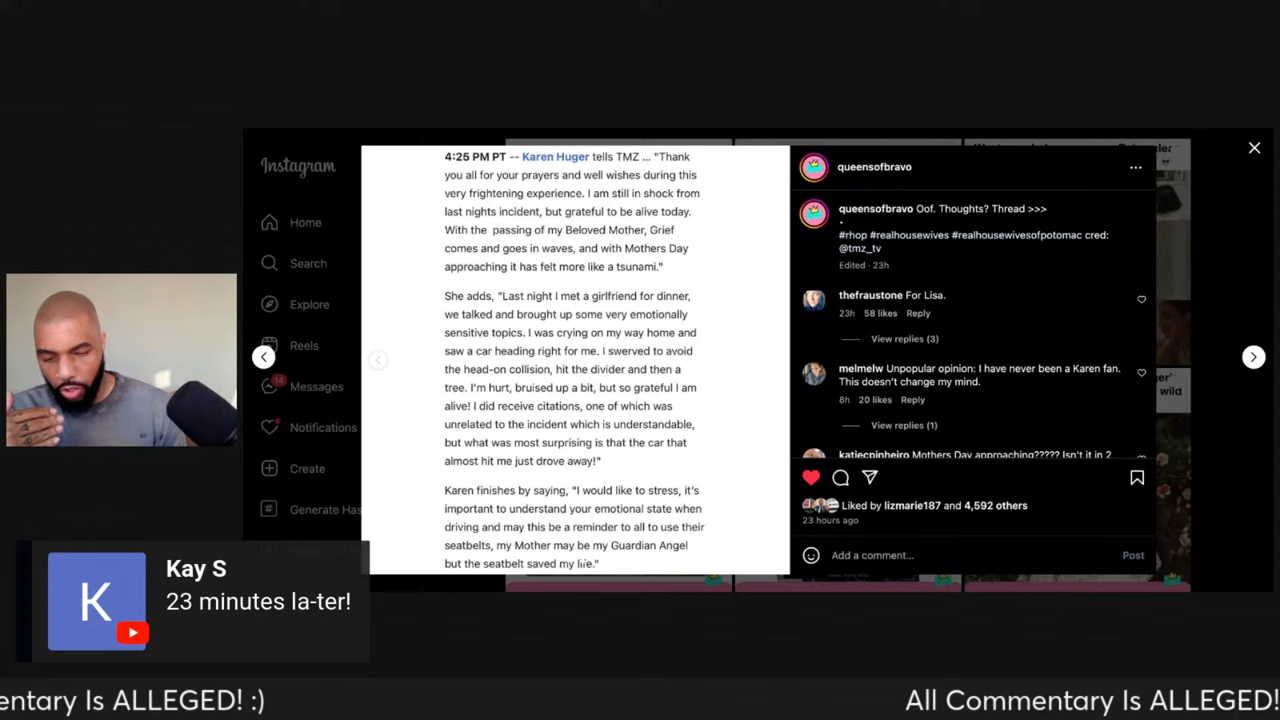 Instagram
Home
Search
Explore
Reels
14
Messages
Notifications
Create
Generate Has
4:25 PM PT -- Karen Huger tells TMZ ... "Thank
you all for your prayers and well wishes during this
very frightening experience. I am still in shock from
last nights incident, but grateful to be alive today.
With the passing of my Beloved Mother, Grief
comes and goes in waves, and with Mothers Day
approaching it has felt more like a tsunami."
She adds, "Last night I met a girlfriend for dinner,
we talked and brought up some very emotionally
sensitive topics. I was crying on my way home and
saw a car heading right for me. I swerved to avoid
the head-on collision, hit the divider and then a
tree. I'm hurt, bruised up a bit, but so grateful I am
alive! I did receive citations, one of which was
unrelated to the incident which is understandable,
but what was most surprising is that the car that
almost hit me just drove away!"
Karen finishes by saying, "I would like to stress, it's
important to understand your emotional state when
driving and may this be a reminder to all to use their
seatbelts, my Mother may be my Guardian Angel
but the seatbelt saved my life."
queensofbravo
queensofbravo Oof. Thoughts? Thread >>>
.
#rhop #realhousewives #realhousewivesofpotomac cred:
@tmz_tv
Edited · 23h
thefraustone For Lisa.
23h 58 likes Reply
View replies (3)
melmelw Unpopular opinion: I have never been a Karen fan.
This doesn't change my mind.
8h 20 likes Reply
View replies (1)
katiecpinheiro Mothers Day approaching????? Isn't it in 2
Liked by lizmarie187 and 4,592 others
23 hours ago
Add a comment...
Post
wild
K
Kay S
23 minutes la-ter!
entary Is ALLEGED! :)
All Commentary Is ALLEGED!